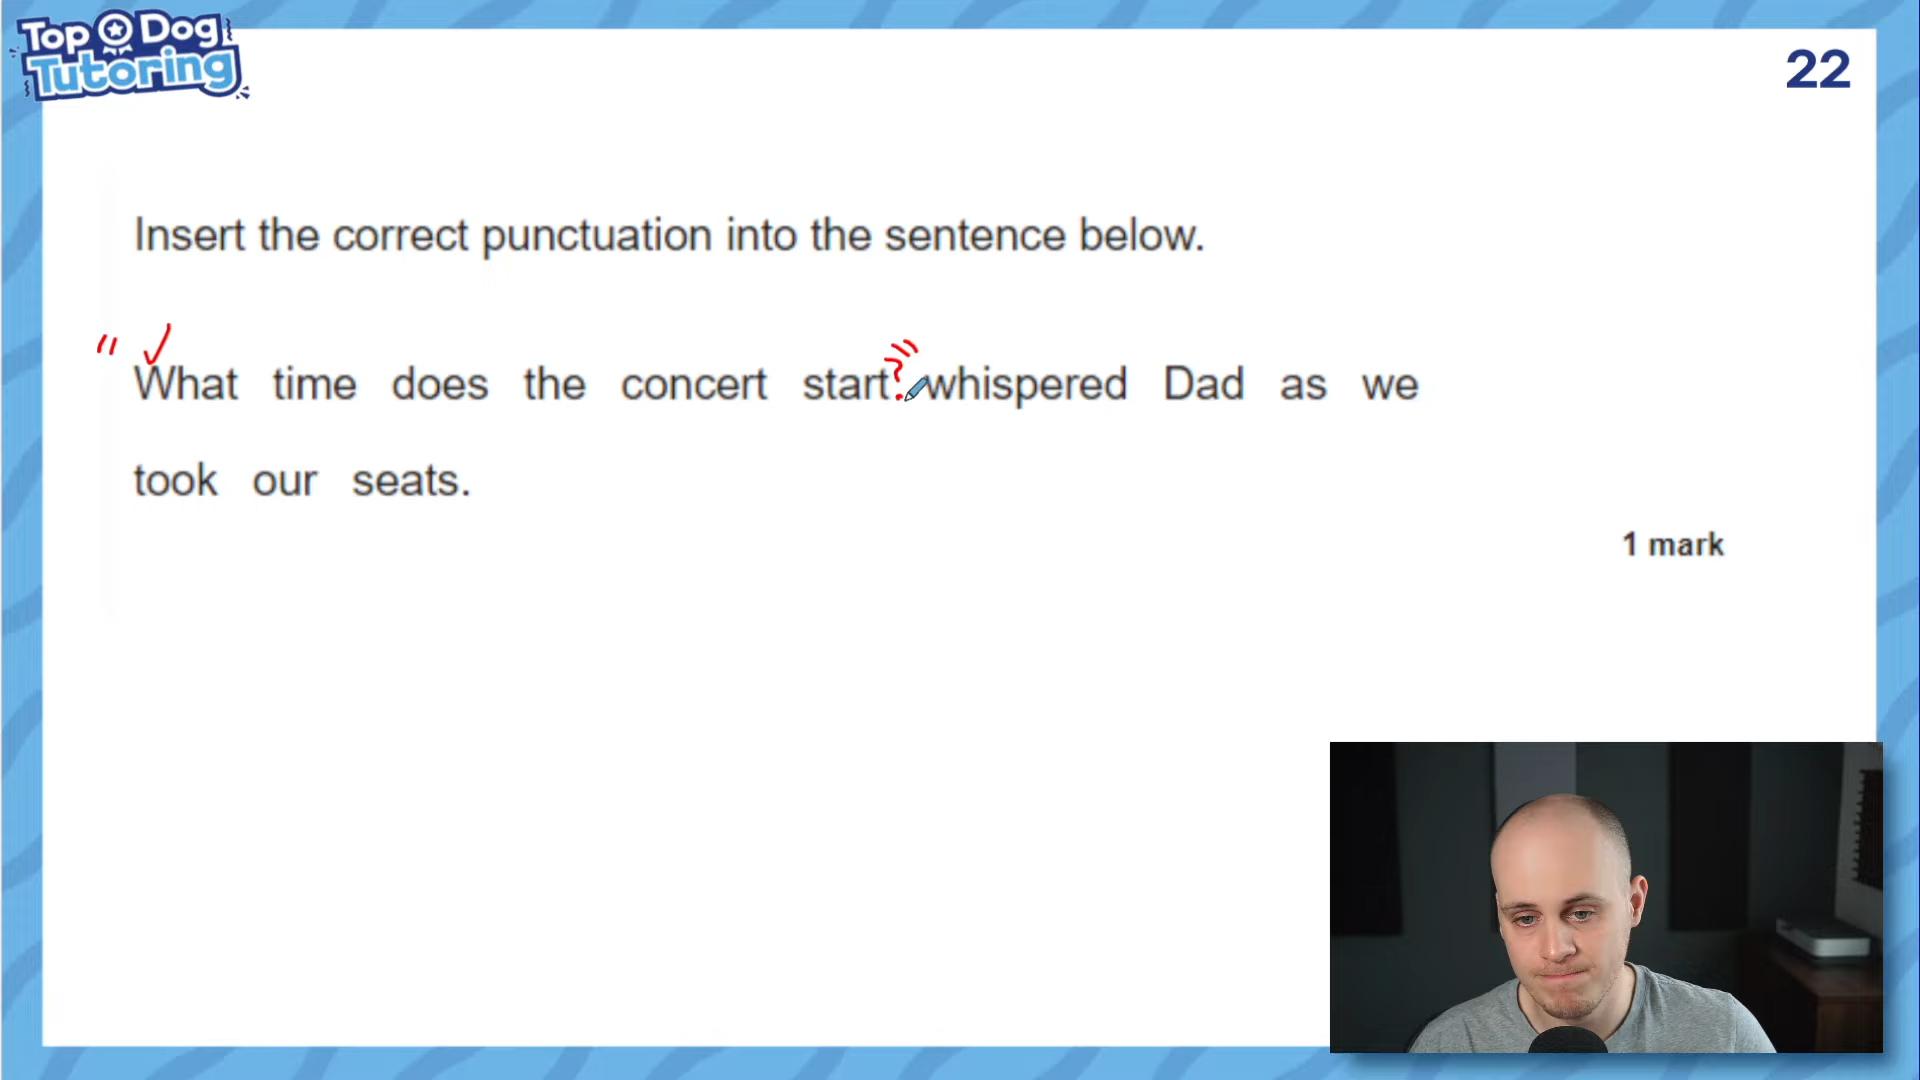 Top Dog
Tutoring
22
Insert the correct punctuation into the sentence below.
" What time does the concert start?" whispered Dad as we
took our seats.
1 mark